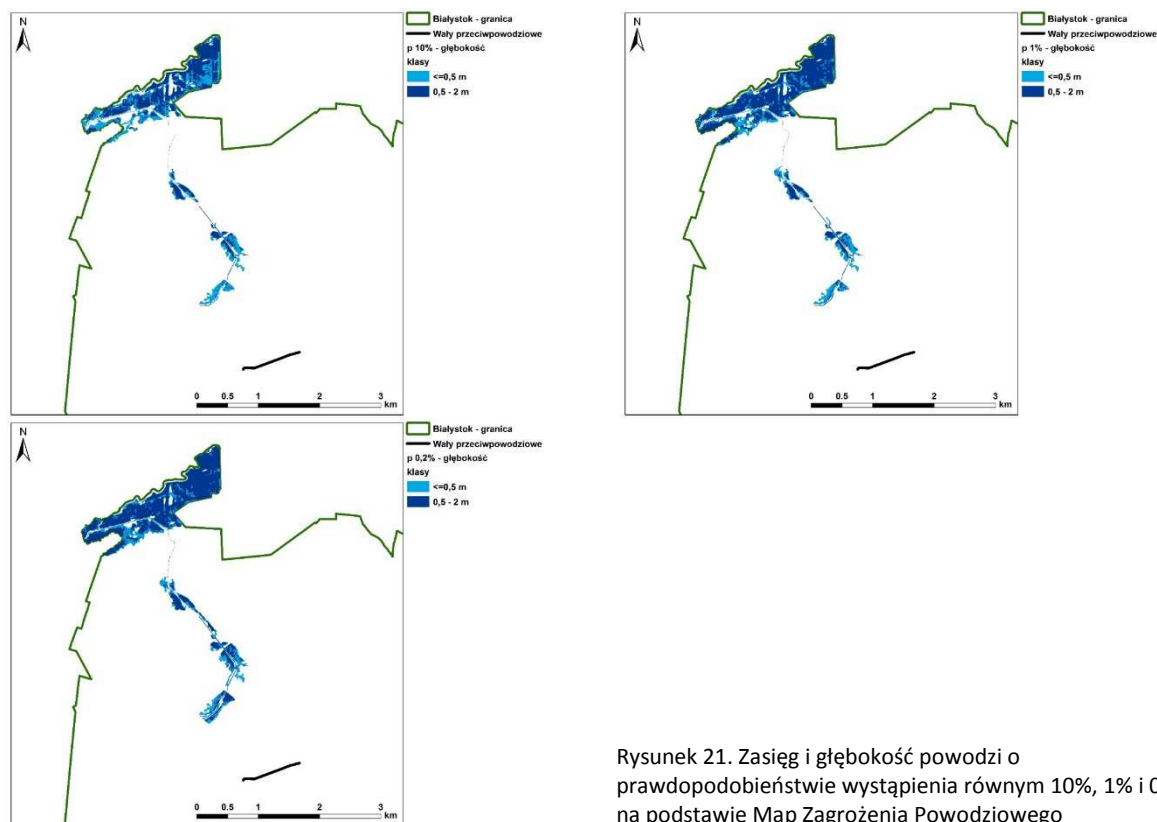 N
Białystok - granica
Wały przeciwpowodziowe
p 10% - głębokość
klasy
<=0,5 m
0,5 - 2 m
0 0.5 1 2 3
km
N
Białystok - granica
Wały przeciwpowodziowe
p 1% - głębokość
klasy
<=0,5 m
0,5 - 2 m
0 0.5 1 2 3
km
N
Białystok - granica
Wały przeciwpowodziowe
p 0,2% - głębokość
klasy
<=0,5 m
0,5 - 2 m
0 0.5 1 2 3
km
Rysunek 21. Zasięg i głębokość powodzi o
prawdopodobieństwie wystąpienia równym 10%, 1% i
na podstawie Map Zagrożenia Powodziowego